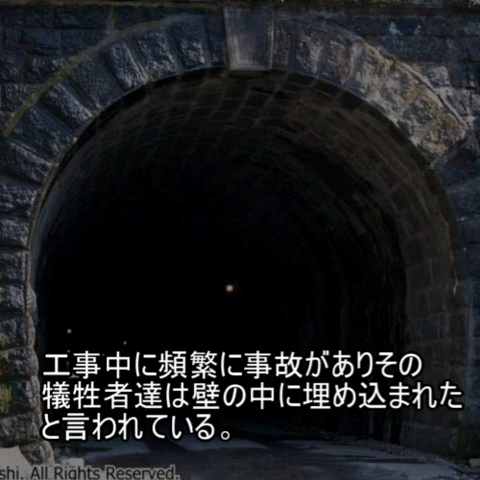 工事中に頻繁に事故がありその
犠牲者達は壁の中に埋め込まれた
と言われている。
shi. All Rights Reserved.